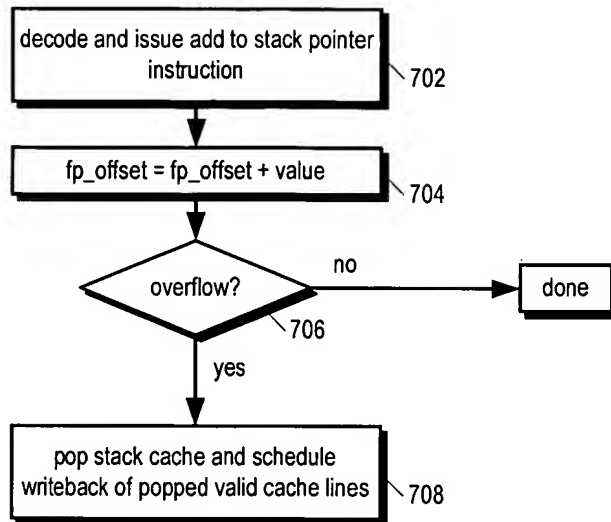 decode and issue add to stack pointer
instruction
702
fp_offset = fp_offset + value
704
overflow?
no
done
706
yes
pop stack cache and schedule
writeback of popped valid cache lines
708